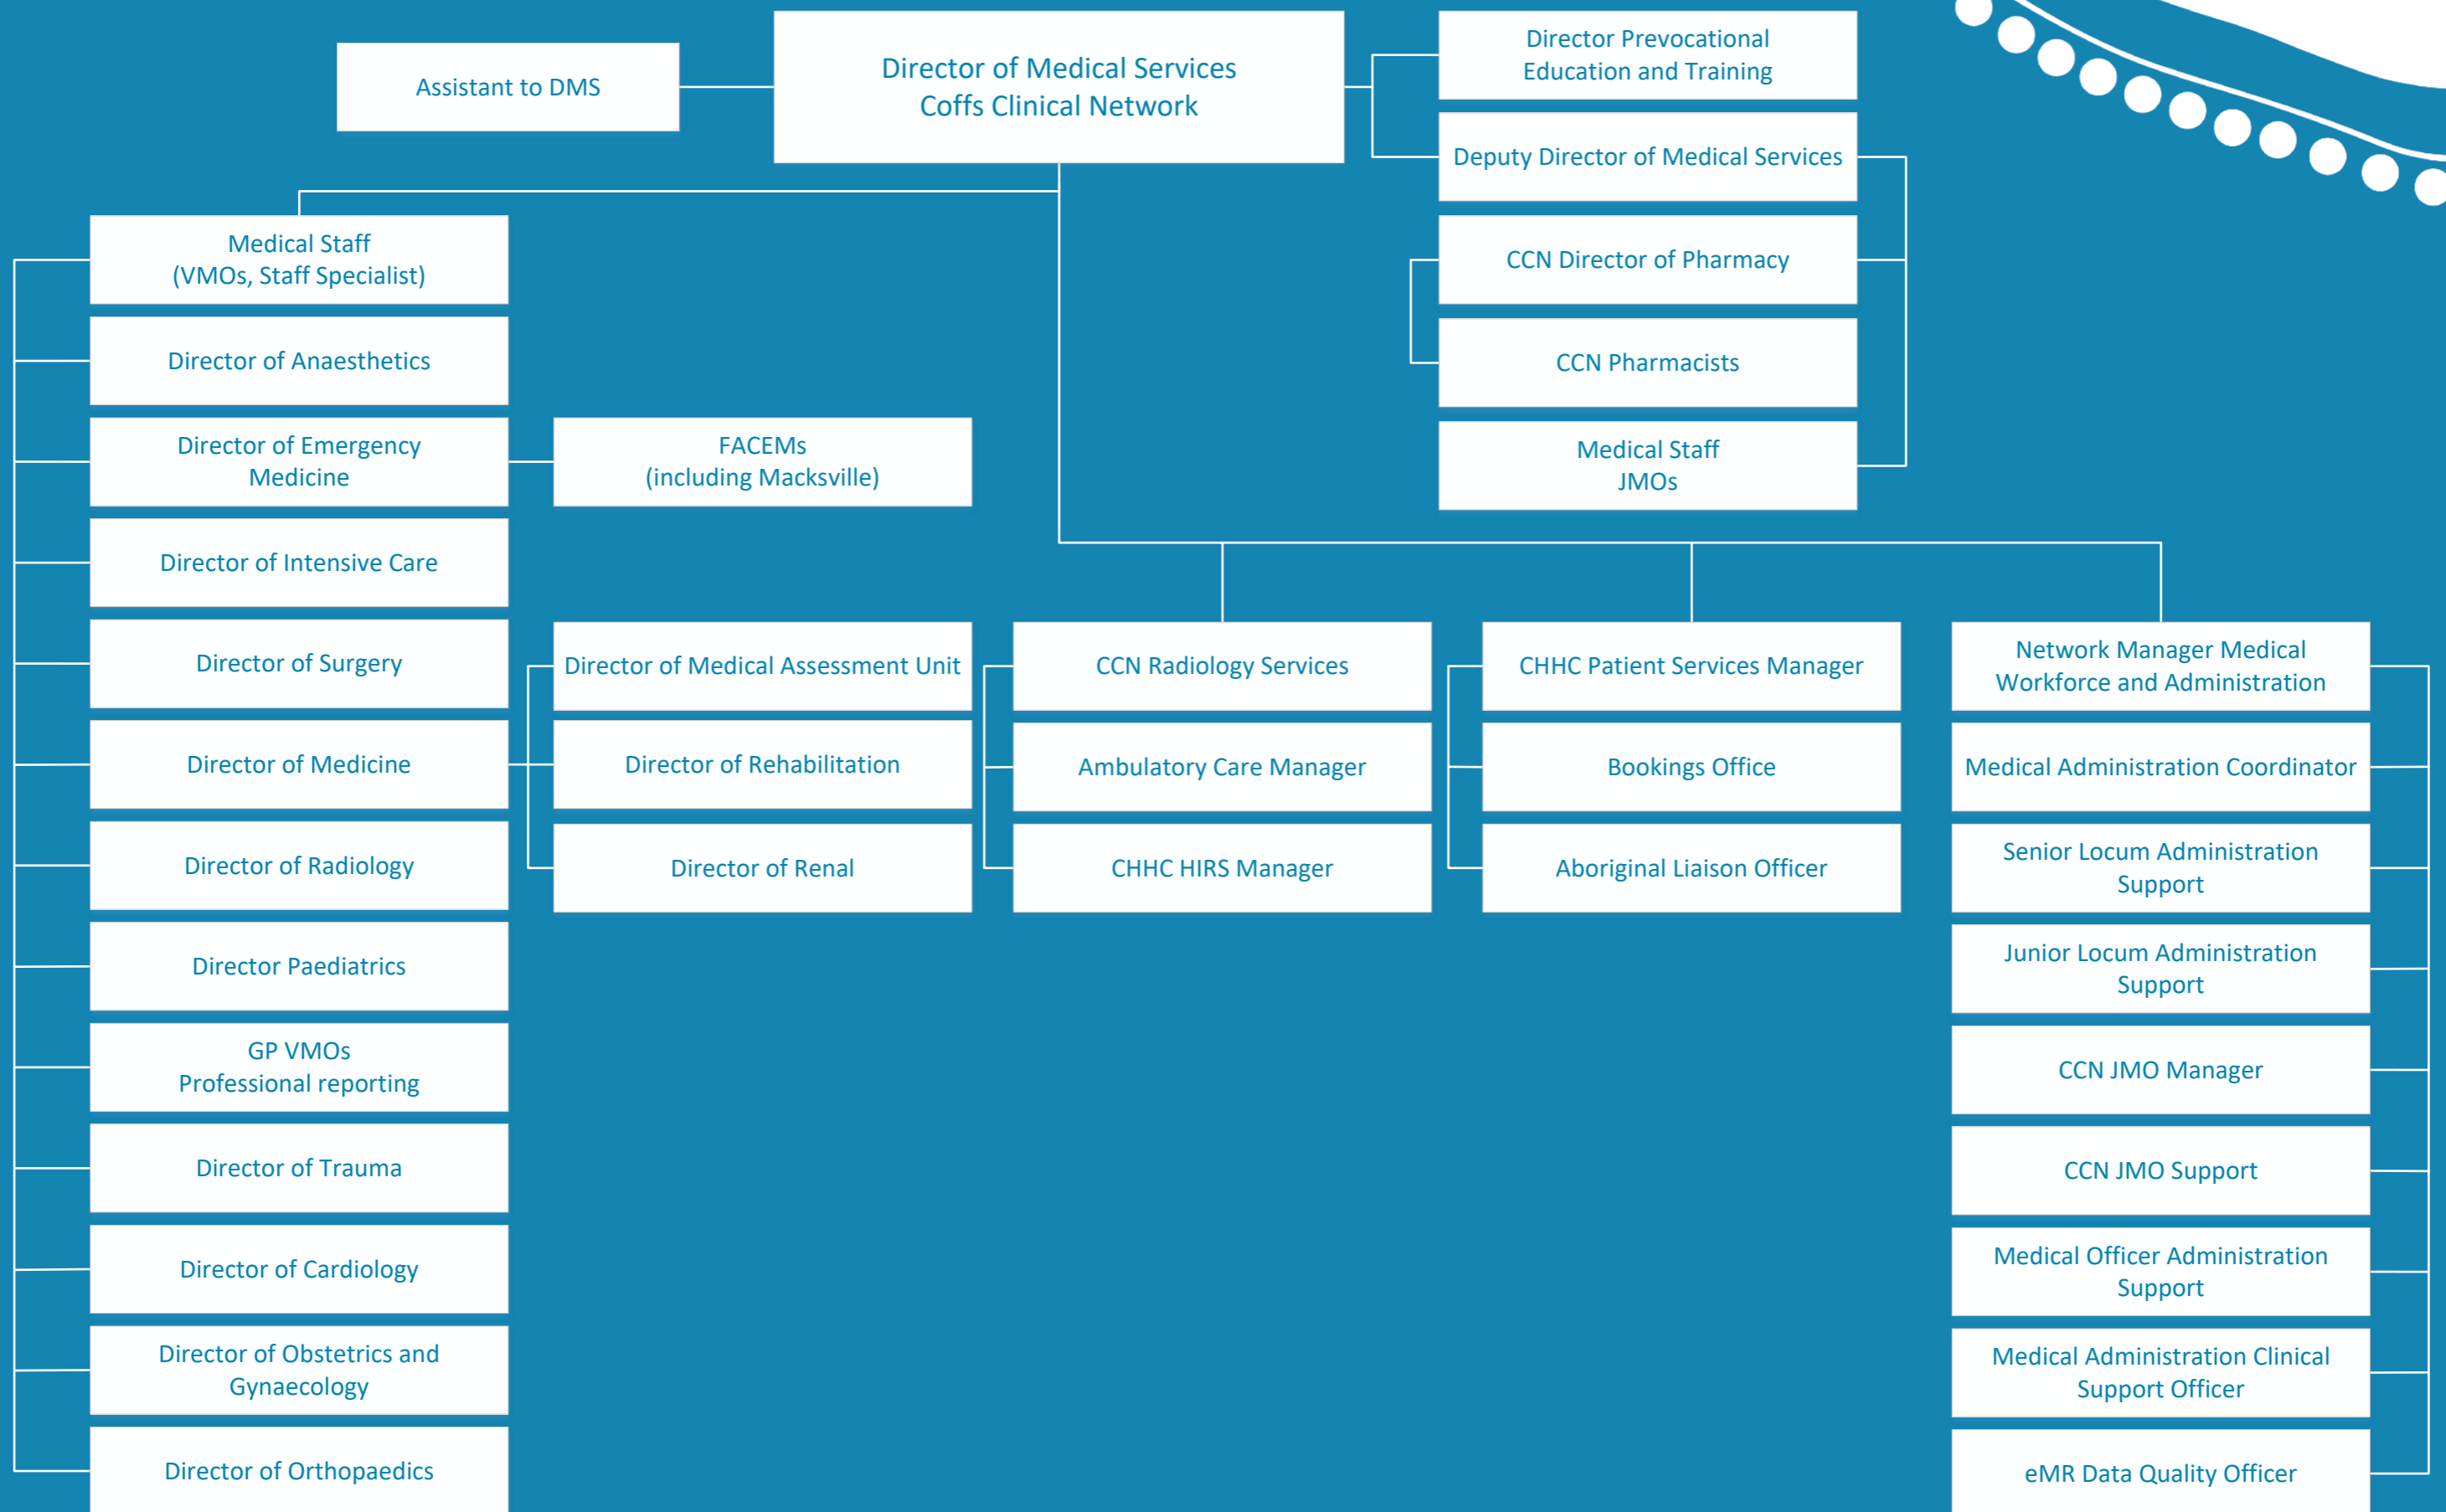 Assistant to DMS
Director of Medical Services
Coffs Clinical Network
Director Prevocational
Education and Training
Deputy Director of Medical Services
CCN Director of Pharmacy
CCN Pharmacists
Medical Staff
JMOs
Medical Staff
(VMOs, Staff Specialist)
Director of Anaesthetics
Director of Emergency
Medicine
FACEMs
(including Macksville)
Director of Intensive Care
Director of Surgery
Director of Medicine
Director of Medical Assessment Unit
Director of Rehabilitation
Director of Renal
Director of Radiology
Director Paediatrics
GP VMOs
Professional reporting
Director of Trauma
Director of Cardiology
Director of Obstetrics and
Gynaecology
Director of Orthopaedics
CCN Radiology Services
Ambulatory Care Manager
CHHC HIRS Manager
CHHC Patient Services Manager
Bookings Office
Aboriginal Liaison Officer
Network Manager Medical
Workforce and Administration
Medical Administration Coordinator
Senior Locum Administration
Support
Junior Locum Administration
Support
CCN JMO Manager
CCN JMO Support
Medical Officer Administration
Support
Medical Administration Clinical
Support Officer
eMR Data Quality Officer